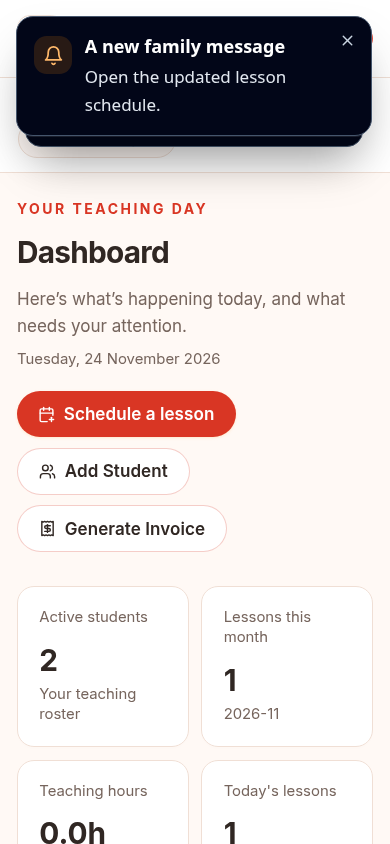 A new family message
Open the updated lesson
schedule.
YOUR TEACHING DAY
Dashboard
Here’s what’s happening today, and what
needs your attention.
Tuesday, 24 November 2026
Schedule a lesson
Add Student
Generate Invoice
Active students
2
Your teaching
roster
Lessons this
month
1
2026-11
Teaching hours
0.0h
Today's lessons
1